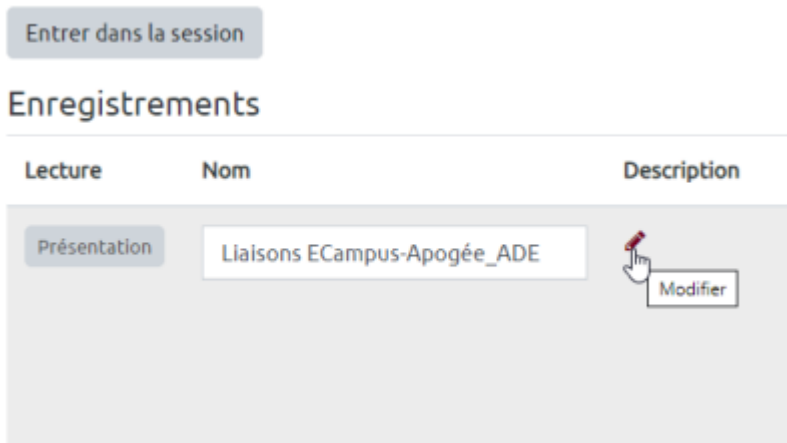 Entrer dans la session
Enregistrements
Lecture Nom Description
Présentation Liaisons ECampus-Apogée_ADE
Modifier